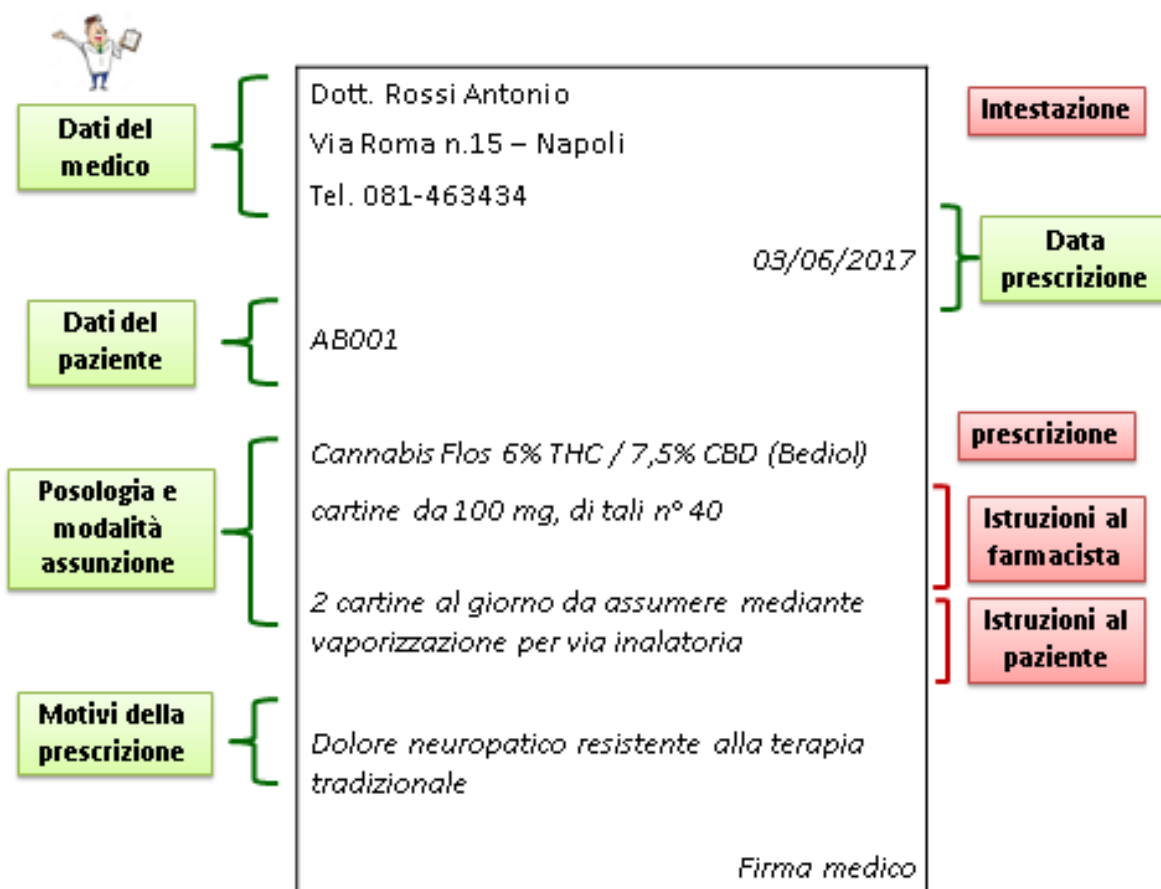 Dati del
medico
Dott. Rossi Antonio
Via Roma n.15 – Napoli
Tel. 081-463434
Intestazione
03/06/2017
Data
prescrizione
Dati del
paziente
AB001
prescrizione
Posologia e
modalità
assunzione
Cannabis Flos 6% THC / 7,5% CBD (Bediol)
cartine da 100 mg, di tali n° 40
Istruzioni al
farmacista
2 cartine al giorno da assumere mediante
vaporizzazione per via inalatoria
Istruzioni al
paziente
Motivi della
prescrizione
Dolore neuropatico resistente alla terapia
tradizionale
Firma medico